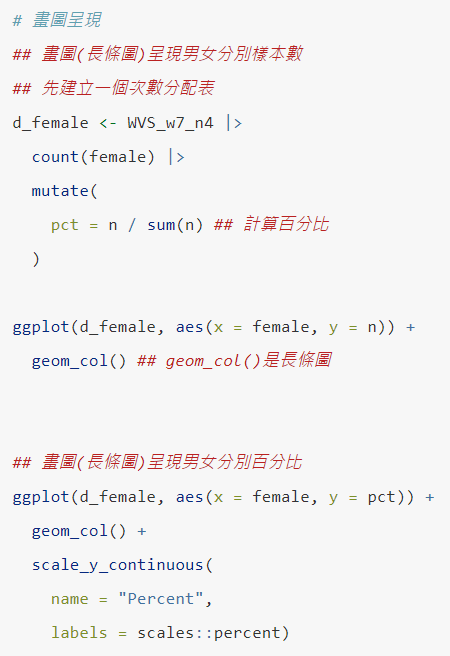 # 畫圖呈現
## 畫圖(長條圖)呈現男女分別樣本數
## 先建立一個次數分配表
d_female <- WVS_w7_n4 |>
  count(female) |>
  mutate(
    pct = n / sum(n) ## 計算百分比
  )

ggplot(d_female, aes(x = female, y = n)) +
  geom_col() ## geom_col()是長條圖

## 畫圖(長條圖)呈現男女分別百分比
ggplot(d_female, aes(x = female, y = pct)) +
  geom_col() +
  scale_y_continuous(
    name = "Percent",
    labels = scales::percent)